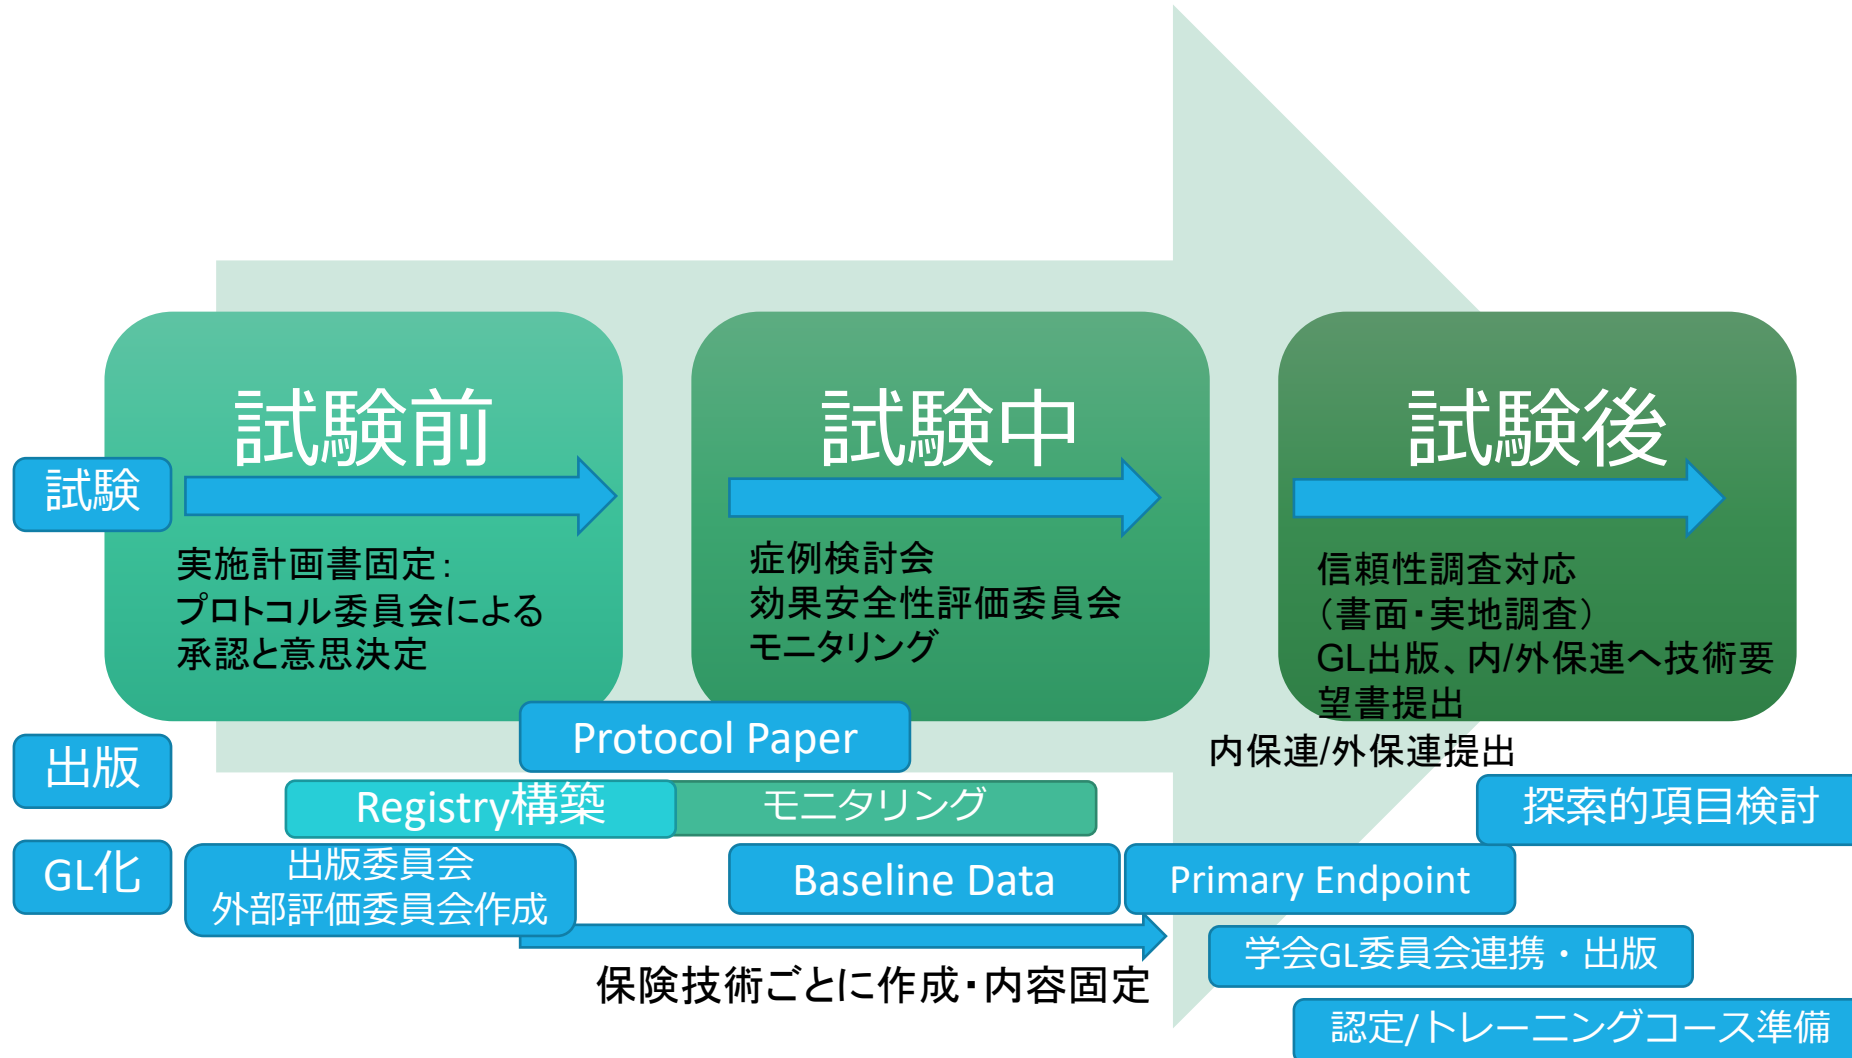 試験前
試験中
試験後
試験
実施計画書固定：
プロトコル委員会による
承認と意思決定
症例検討会
効果安全性評価委員会
モニタリング
信頼性調査対応
（書面・実地調査）
GL出版、内/外保連へ技術要
望書提出
内保連/外保連提出
出版
Protocol Paper
Registry構築
モニタリング
探索的項目検討
GL化
出版委員会
外部評価委員会作成
Baseline Data
Primary Endpoint
保険技術ごとに作成・内容固定
学会GL委員会連携・出版
認定/トレーニングコース準備